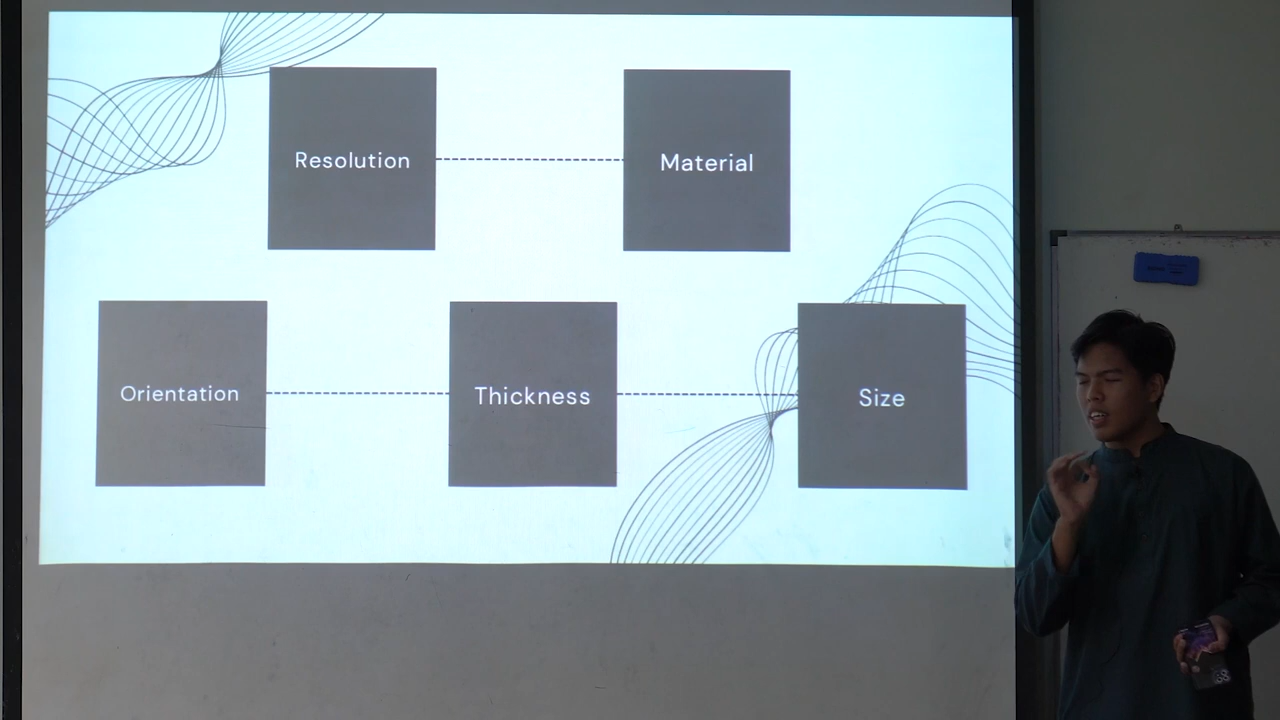 Resolution
Material
Orientation
Thickness
Size